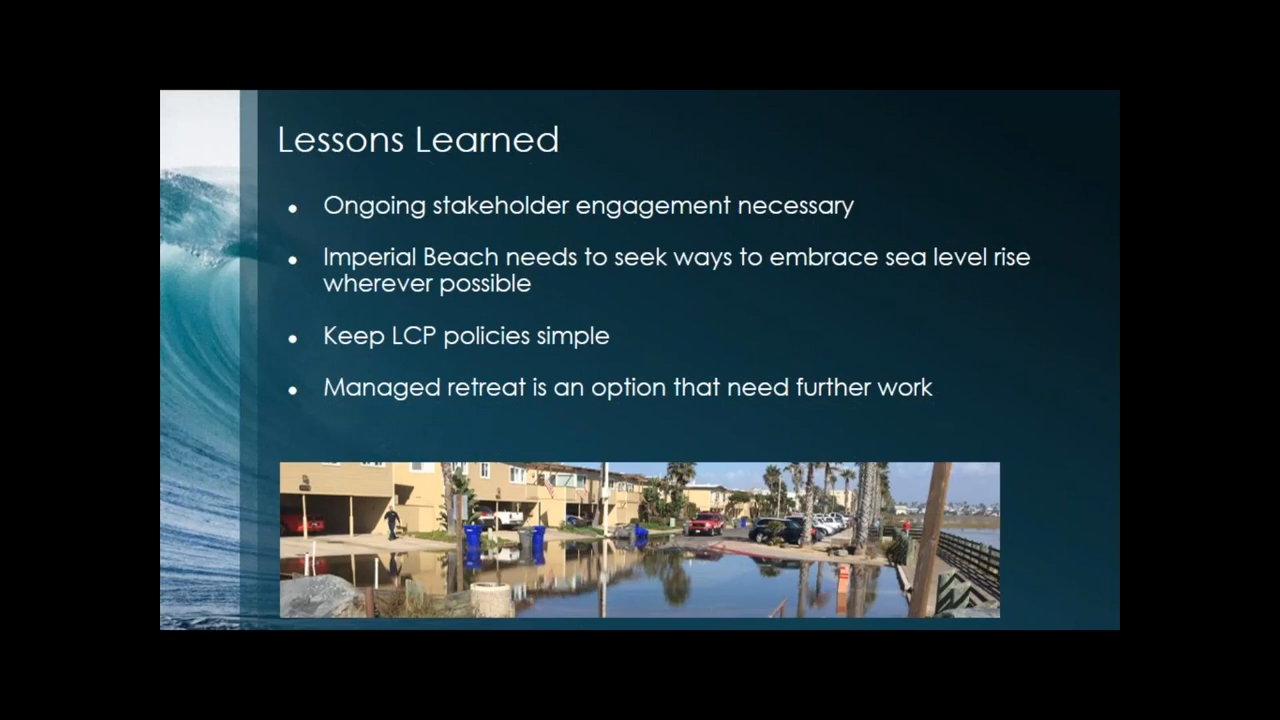 Lessons Learned
• Ongoing stakeholder engagement necessary
• Imperial Beach needs to seek ways to embrace sea level rise
wherever possible
• Keep LCP policies simple
• Managed retreat is an option that need further work